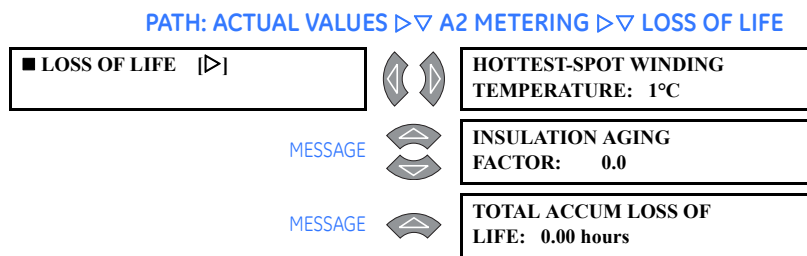 PATH: ACTUAL VALUES ▷▽ A2 METERING ▷▽ LOSS OF LIFE
■ LOSS OF LIFE [▷]
HOTTEST-SPOT WINDING
TEMPERATURE: 1°C
MESSAGE
INSULATION AGING
FACTOR: 0.0
MESSAGE
TOTAL ACCUM LOSS OF
LIFE: 0.00 hours